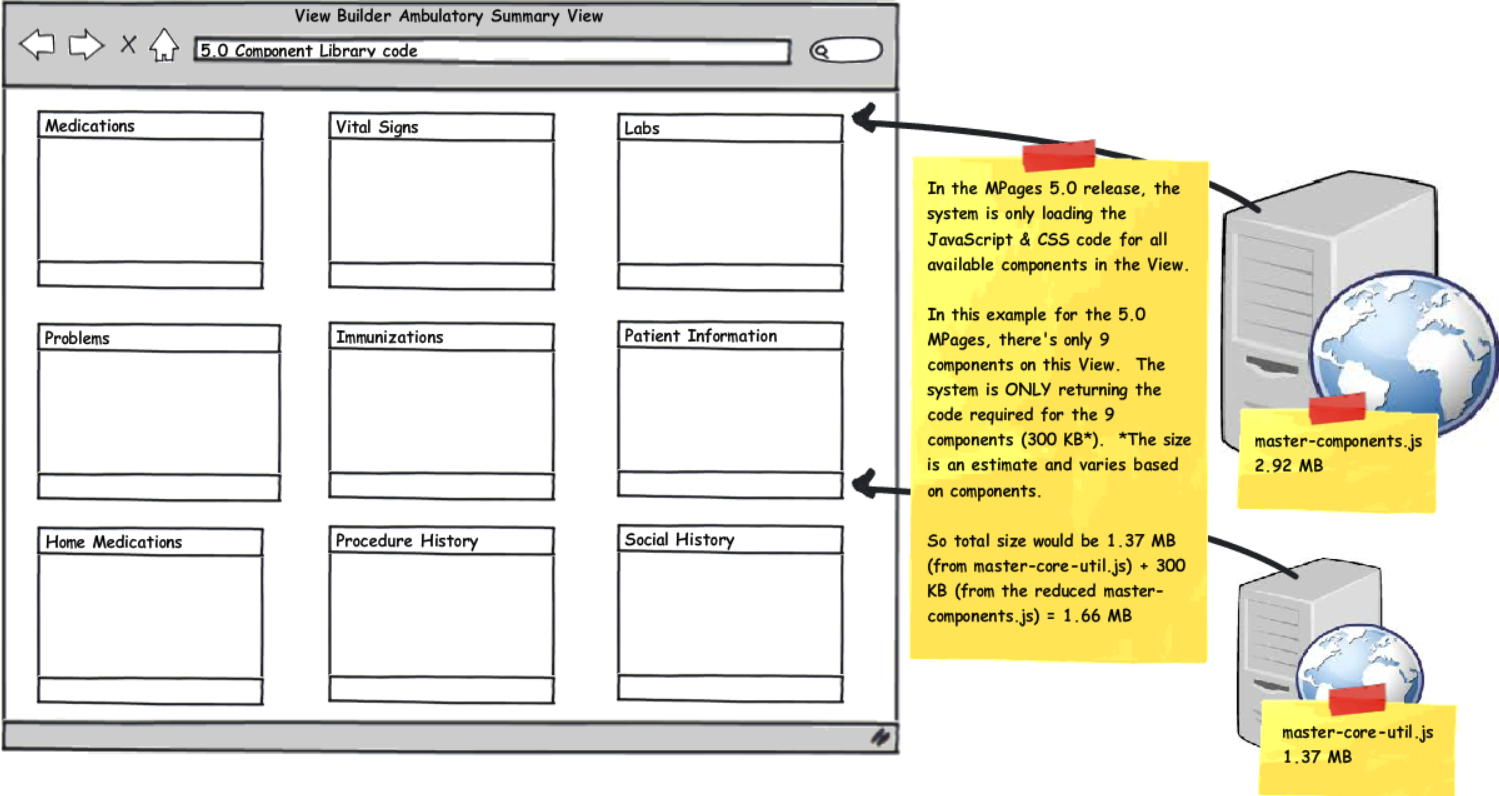 View Builder Ambulatory Summary View
5.0 Component Library code
Medications
Vital Signs
Labs
Problems
Immunizations
Patient Information
Home Medications
Procedure History
Social History
In the MPages 5.0 release, the
system is only loading the
JavaScript & CSS code for all
available components in the View.
In this example for the 5.0
MPages, there's only 9
components on this View. The
system is ONLY returning the
code required for the 9
components (300 KB*). *The size
is an estimate and varies based
on components.
So total size would be 1.37 MB
(from master-core-util.js) + 300
KB (from the reduced master-
components.js) = 1.66 MB
master-components.js
2.92 MB
master-core-util.js
1.37 MB